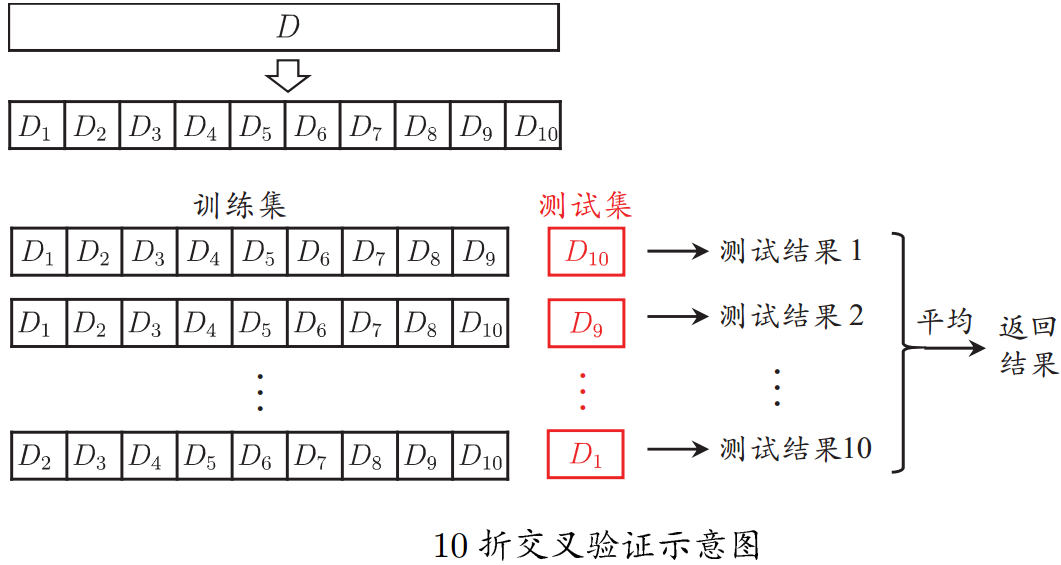 D
D₁ D₂ D₃ D₄ D₅ D₆ D₇ D₈ D₉ D₁₀
训练集 测试集
D₁ D₂ D₃ D₄ D₅ D₆ D₇ D₈ D₉ D₁₀ 测试结果 1
D₁ D₂ D₃ D₄ D₅ D₆ D₇ D₈ D₁₀ D₉ 测试结果 2
平均 返回
结果
⋮ ⋮ ⋮
D₂ D₃ D₄ D₅ D₆ D₇ D₈ D₉ D₁₀ D₁ 测试结果10
10 折交叉验证示意图